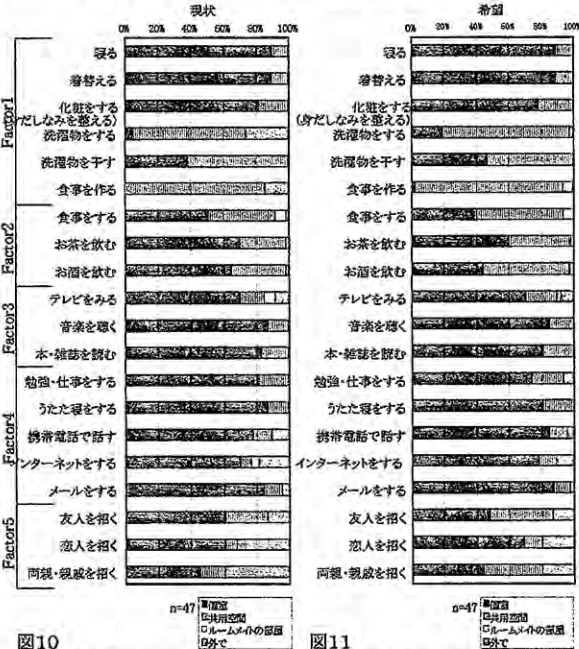 現状
0% 20% 40% 60% 80% 100%
Factor1
寝る
着替える
化粧をする
だしなみを整える)
洗濯物をする
洗濯物を干す
食事を作る
Factor2
食事をする
お茶を飲む
お酒を飲む
Factor3
テレビをみる
音楽を聴く
本・雑誌を読む
Factor4
勉強・仕事をする
うたた寝をする
携帯電話で話す
インターネットをする
メールをする
Factor5
友人を招く
恋人を招く
両親・親戚を招く
n=47
個室
共用空間
ルームメイトの部屋
外で
図10
希望
0% 20% 40% 60% 80% 100%
寝る
着替える
化粧をする
(身だしなみを整える)
洗濯物をする
洗濯物を干す
食事を作る
食事をする
お茶を飲む
お酒を飲む
テレビをみる
音楽を聴く
本・雑誌を読む
勉強・仕事をする
うたた寝をする
携帯電話で話す
インターネットをする
メールをする
友人を招く
恋人を招く
両親・親戚を招く
n=47
個室
共用空間
ルームメイトの部屋
外で
図11